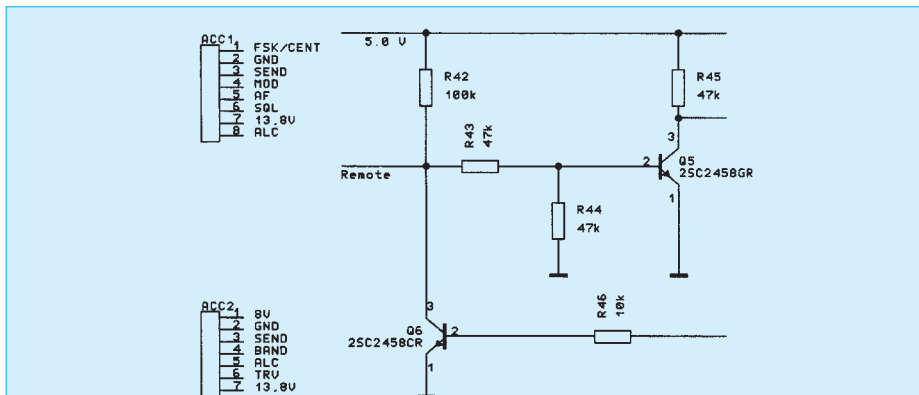 ACC1
1 FSK/CENT
2 GND
3 SEND
4 MOD
5 AF
6 SQL
7 13.8V
8 ALC
5.0 V
R42
100k
R45
47k
R43
47k
Remote
3
2
Q5
2SC2458GR
1
R44
47k
ACC2
1 8V
2 GND
3 SEND
4 BAND
5 ALC
6 TRV
7 13.8V
3
Q6
2
2SC2458CR
1
R46
10k